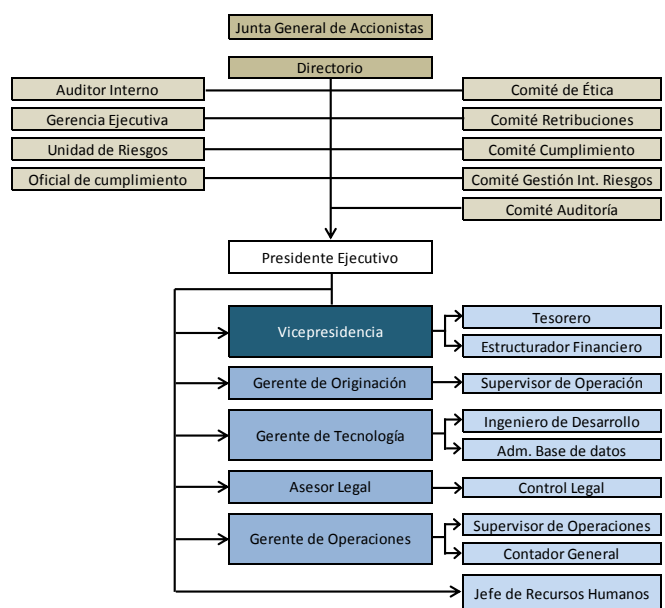 Junta General de Accionistas
Directorio
Auditor Interno
Comité de Ética
Gerencia Ejecutiva
Comité Retribuciones
Unidad de Riesgos
Comité Cumplimiento
Oficial de cumplimiento
Comité Gestión Int. Riesgos
Comité Auditoría
Presidente Ejecutivo
Vicepresidencia
Tesorero
Estructurador Financiero
Gerente de Originación
Supervisor de Operación
Gerente de Tecnología
Ingeniero de Desarrollo
Adm. Base de datos
Asesor Legal
Control Legal
Gerente de Operaciones
Supervisor de Operaciones
Contador General
Jefe de Recursos Humanos